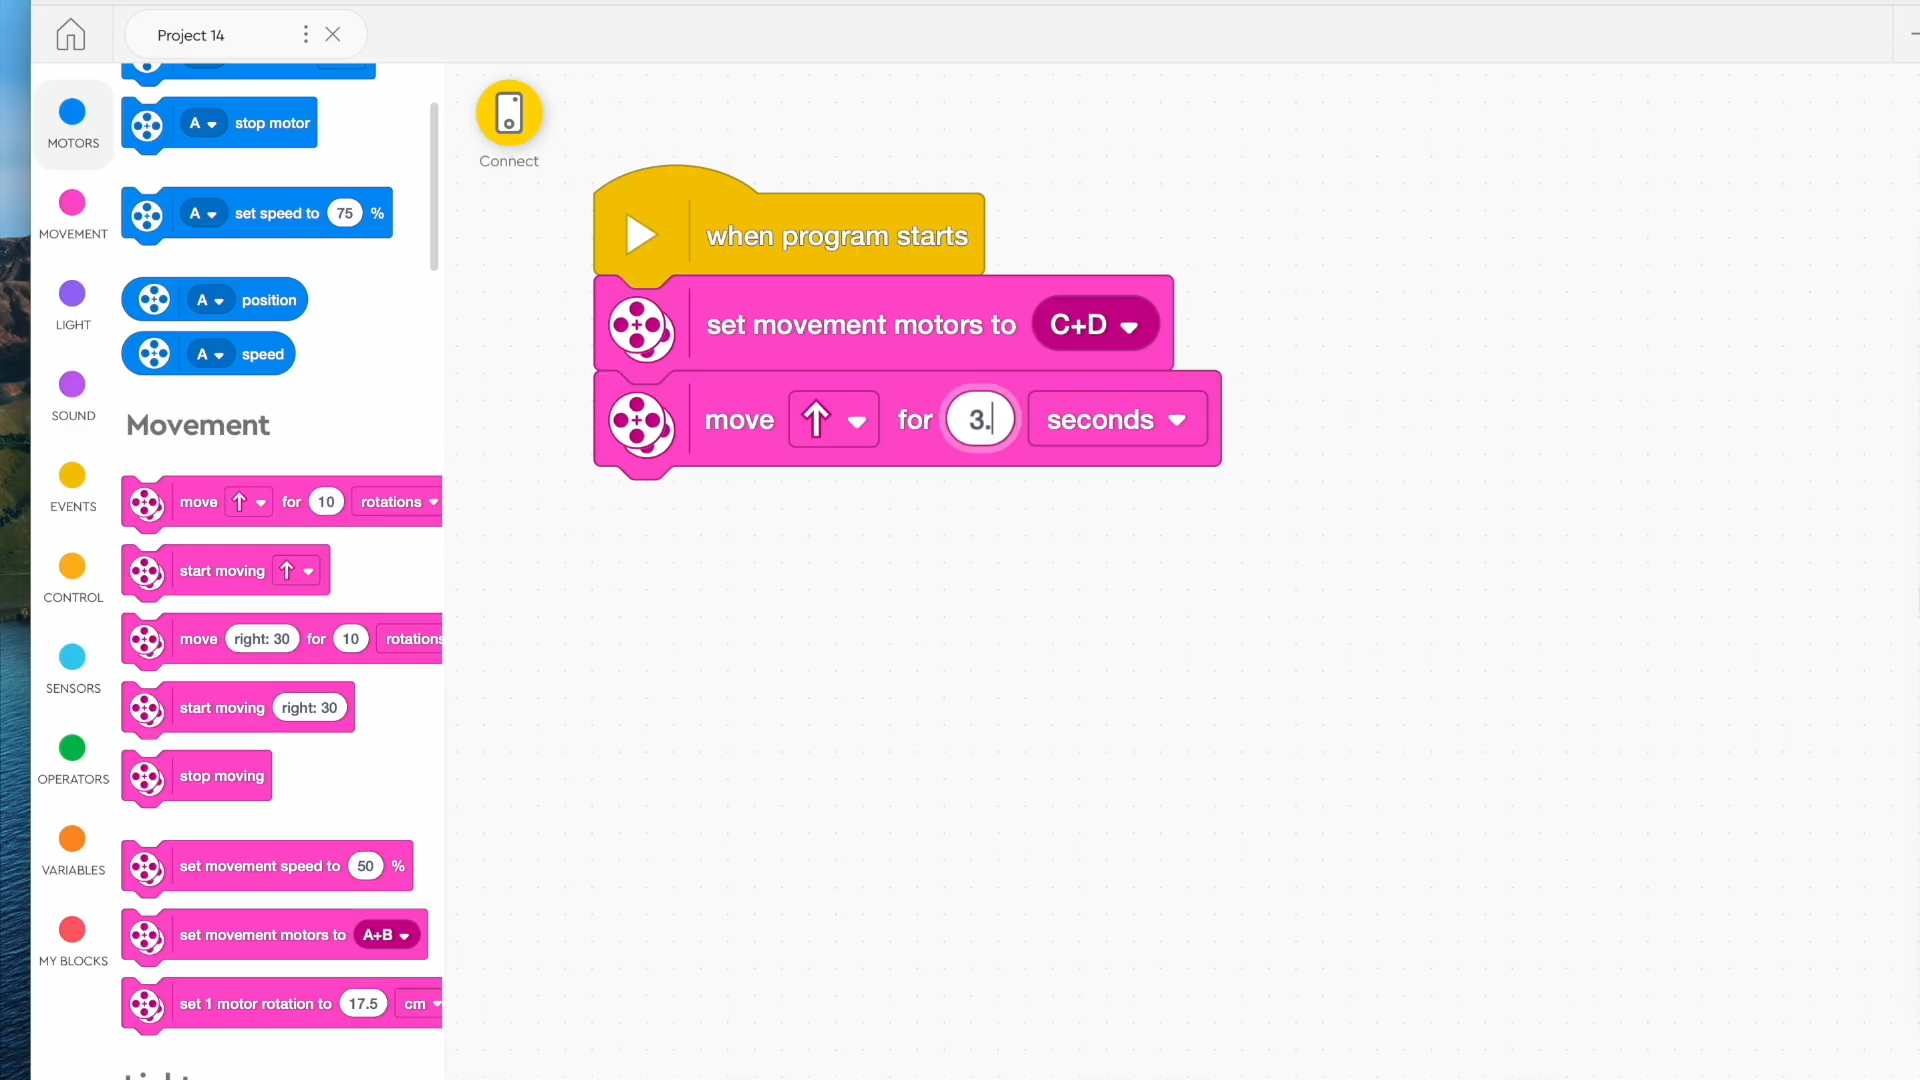 Project 14
MOTORS
MOVEMENT
LIGHT
SOUND
EVENTS
CONTROL
SENSORS
OPERATORS
VARIABLES
MY BLOCKS
A stop motor
A set speed to 75 %
A position
A speed
Movement
move for 10 rotations
start moving
move right: 30 for 10 rotations
start moving right: 30
stop moving
set movement speed to 50 %
set movement motors to A+B
set 1 motor rotation to 17.5 cm
Connect
when program starts
set movement motors to C+D
move for 3. seconds